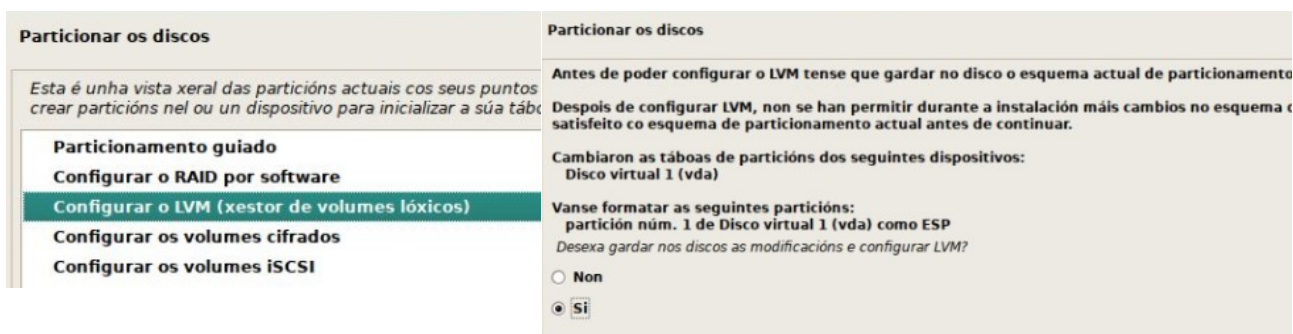 Particionar os discos
Esta é unha vista xeral das particións actuais cos seus puntos
crear particións nel ou un dispositivo para inicializar a súa
Particionamento guiado
Configurar o RAID por software
Configurar o LVM (xestor de volumes lóxicos)
Configurar os volumes cifrados
Configurar os volumes iSCSI
Particionar os discos
Antes de poder configurar o LVM tense que gardar no disco o esquema actual de particionamento
Despois de configurar LVM, non se han permitir durante a instalación máis cambios no esquema
satisfeito co esquema de particionamento actual antes de continuar.
Cambiaron as táboas de particións dos seguintes dispositivos:
Disco virtual 1 (vda)
Vanse formatar as seguintes particións:
partición núm. 1 de Disco virtual 1 (vda) como ESP
Desexa gardar nos discos as modificacións e configurar LVM?
Non
Si